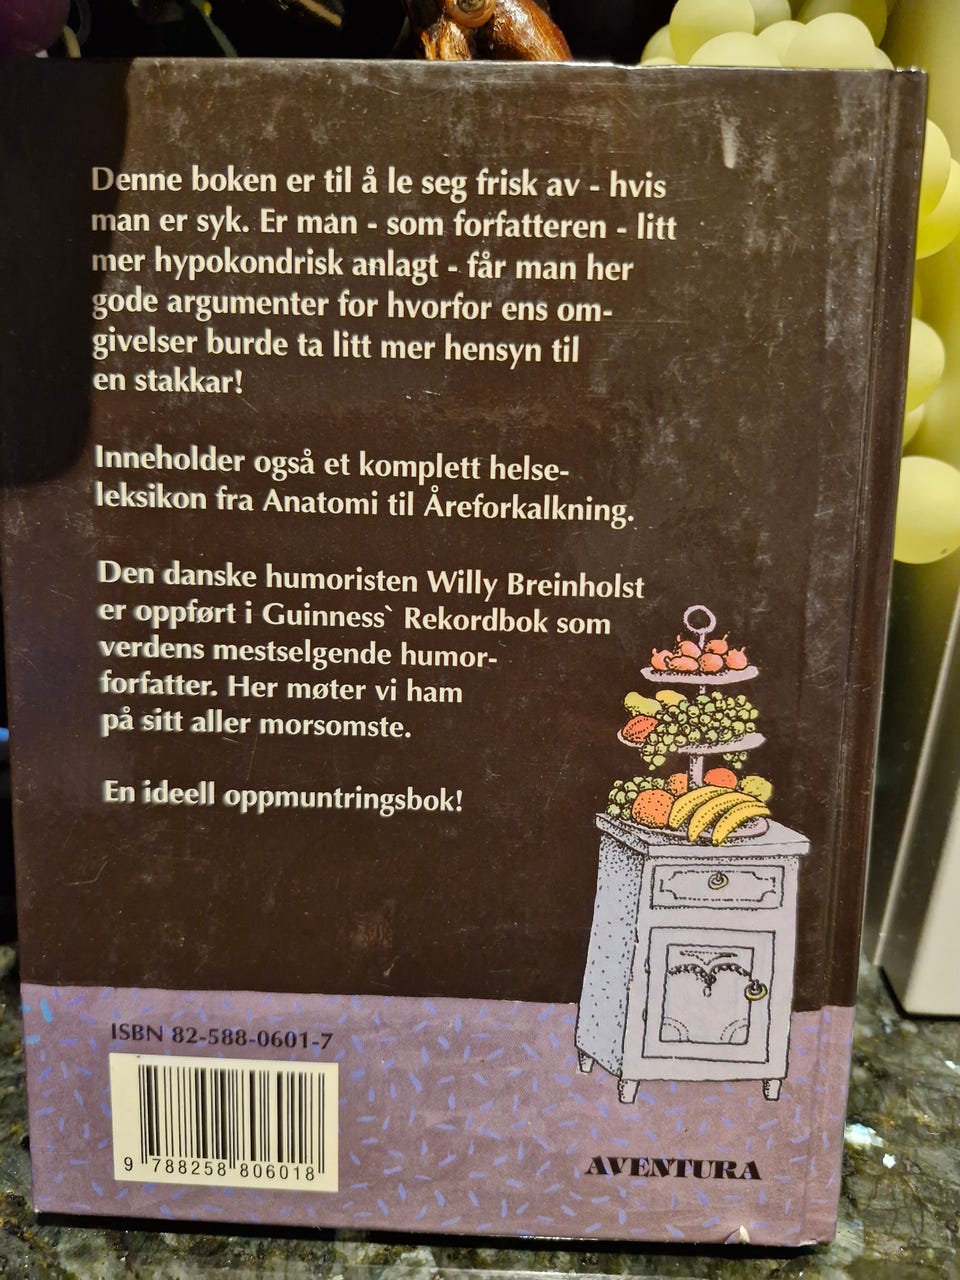 Denne boken er til å le seg frisk av - hvis
man er syk. Er man - som forfatteren - litt
mer hypokondrisk anlagt - får man her
gode argumenter for hvorfor ens om-
givelser burde ta litt mer hensyn til
en stakkar!
Inneholder også et komplett helse-
leksikon fra Anatomi til Åreforkalkning.
Den danske humoristen Willy Breinholst
er oppført i Guinness` Rekordbok som
verdens mestselgende humor-
forfatter. Her møter vi ham
på sitt aller morsomste.
En ideell oppmuntringsbok!
ISBN 82-588-0601-7
9 788258 806018
AVENTURA